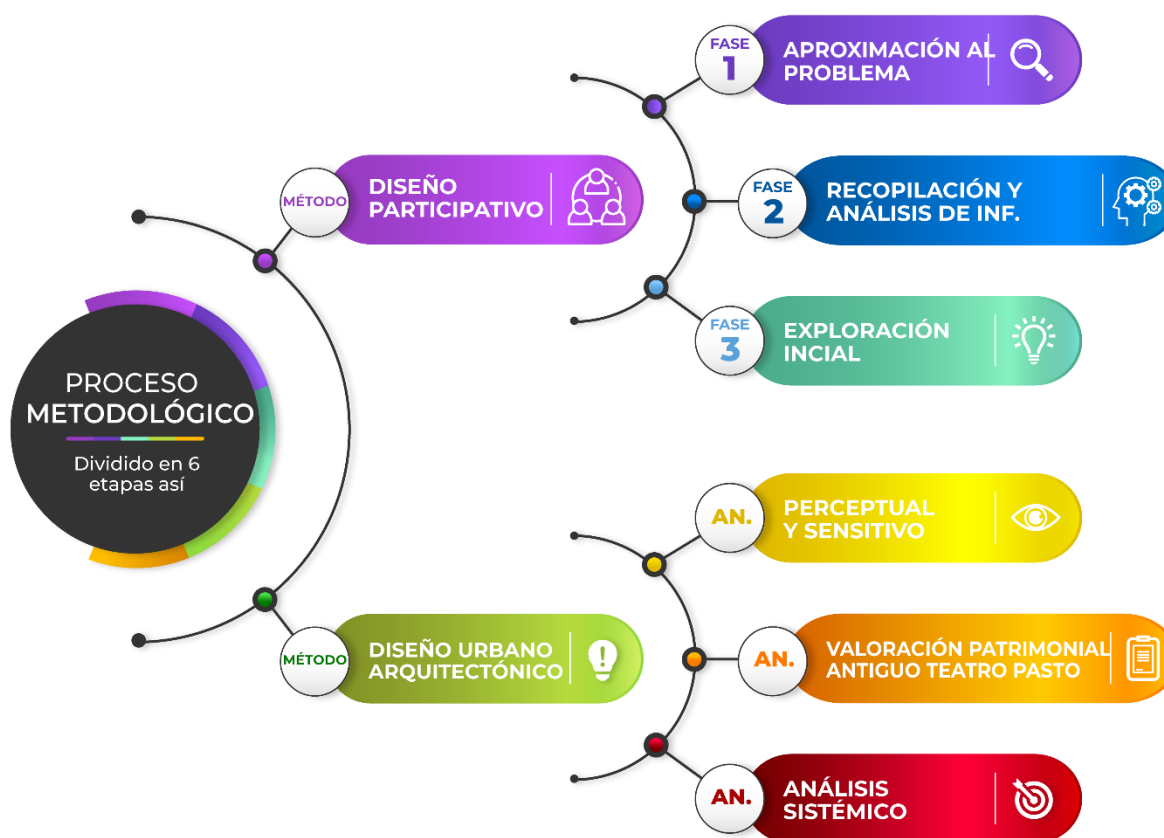 PROCESO
METODOLÓGICO
Dividido en 6
etapas así
MÉTODO
DISEÑO
PARTICIPATIVO
FASE
1
APROXIMACIÓN AL
PROBLEMA
FASE
2
RECOPILACIÓN Y
ANÁLISIS DE INF.
FASE
3
EXPLORACIÓN
INCIAL
MÉTODO
DISEÑO URBANO
ARQUITECTÓNICO
AN.
PERCEPTUAL
Y SENSITIVO
AN.
VALORACIÓN PATRIMONIAL
ANTIGUO TEATRO PASTO
AN.
ANÁLISIS
SISTÉMICO